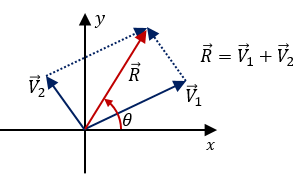 y
R⃗ = V⃗₁ + V⃗₂
R⃗
V⃗₂
V⃗₁
θ
x